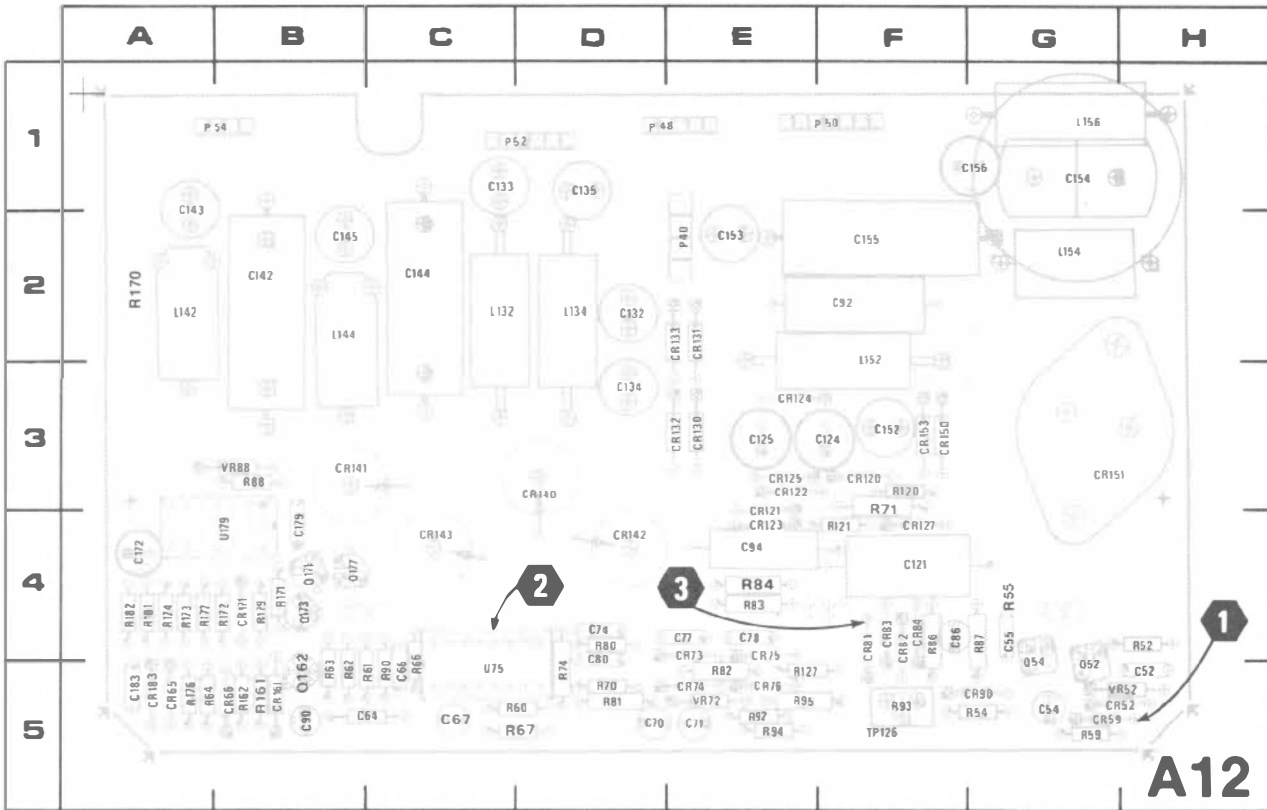 A B C D E F G H
1
P 54 P 48 P 50 L156
P52
C156
C133 C135 C154
C143
2
C145 P40 C153 C155
L154
C142 C144
R170
C92
L142 L132 L134 C132
L144 CR133 CR131
L152
C134
3
CR124
CR132 CR130 C125 C124 C152 CR153 CR150
VR88 CR141 CR125 CR120 CR151
R88 CR140 CR122 R120
R71
CR121
U179 C179 CR123 R121 CR127
CR143 CR142
C172 C94
4
Q177 C121
2 3 R84
R55
R83
R182 R181 R174 R173 R177 R172 CR171 R179 R171 Q173
1
C74 C77 C78 CR81 CR83 CR82 CR84 R86 C86 R87 C55
R80 R52
C80 CR73 CR75 Q54 Q52
R63 R62 R61 R90 C66 R66 U75 R74 R82 R127 C52
Q162
5
C183 CR183 CR65 R176 R64 CR66 R162 R161 CR161
R70 CR74 CR76 VR52
R81 VR72 R95 R93 CR90 CR52
C90 C64 C67 R60 C70 C71 R92 R54 C54 CR59
R67 R94 TP126 R59
A12